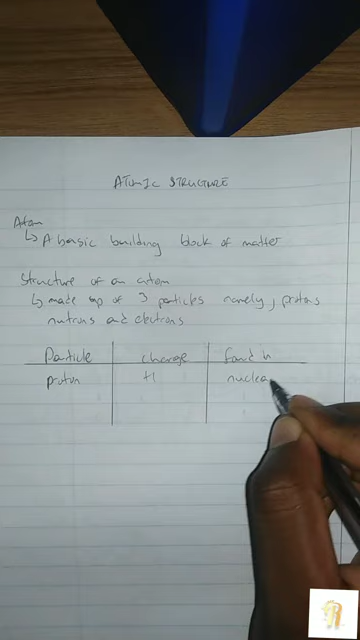 ATOMIC STRUCTURE
Atom
↳ A basic building block of matter
Structure of an atom
↳ made up of 3 particles namely, protons
nutrons and electrons
Particle charge found in
proton +1 nuclea